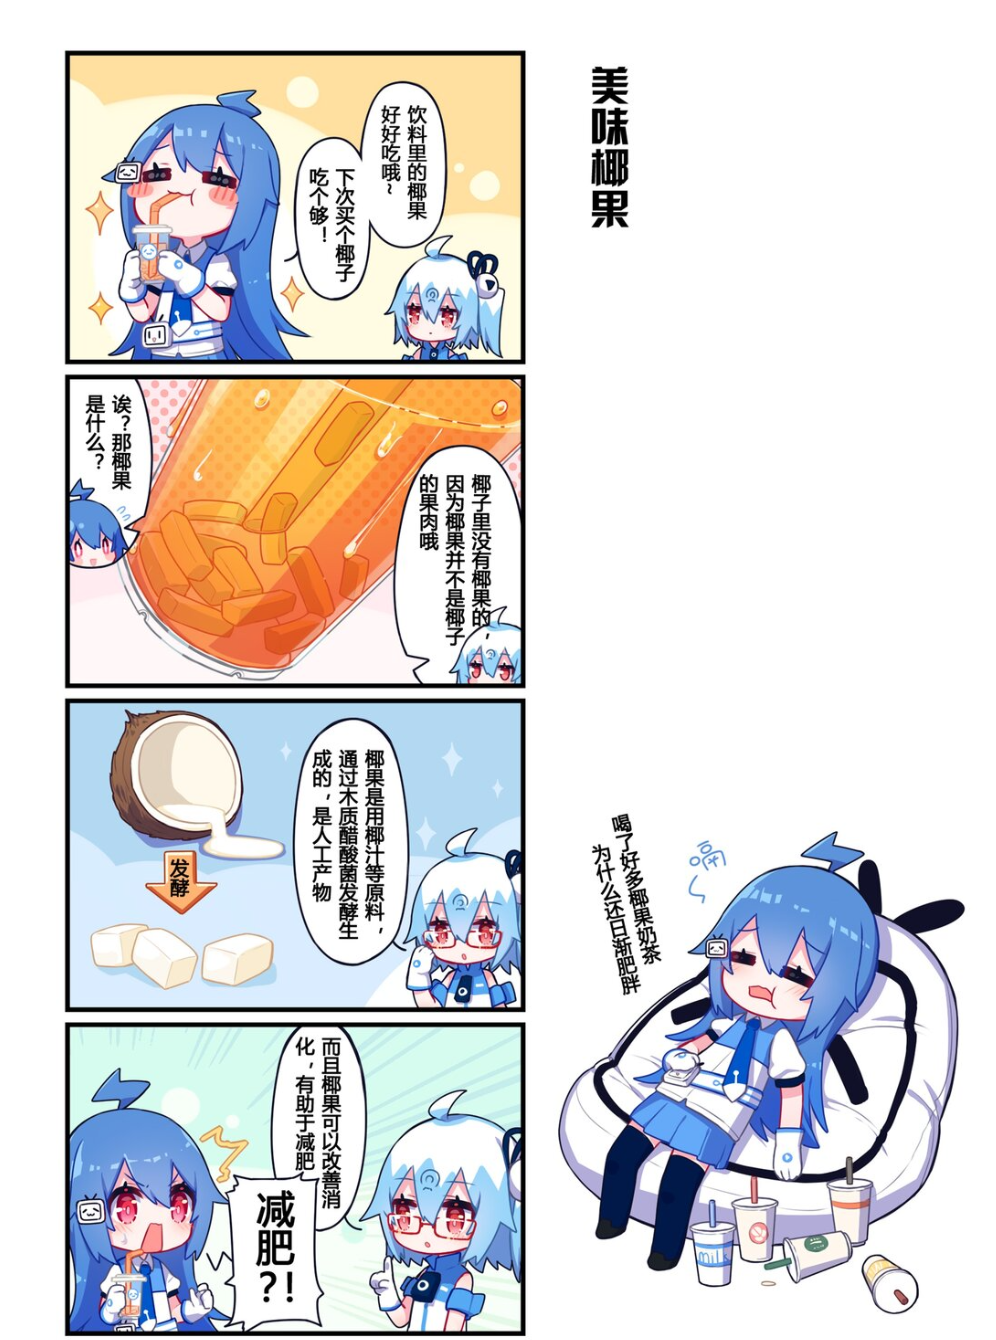 美味椰果
饮料里的椰果
好好吃哦~
下次买个椰子
吃个够！
诶？那椰果
是什么？
椰子里没有椰果的，
因为椰果并不是椰子
的果肉哦
椰果是用椰汁等原料，
通过木质醋酸菌发酵生
成的，是人工产物
发酵
而且椰果可以改善消
化，有助于减肥
减肥？！
喝了好多椰果奶茶
为什么还日渐肥胖
嗝
milk